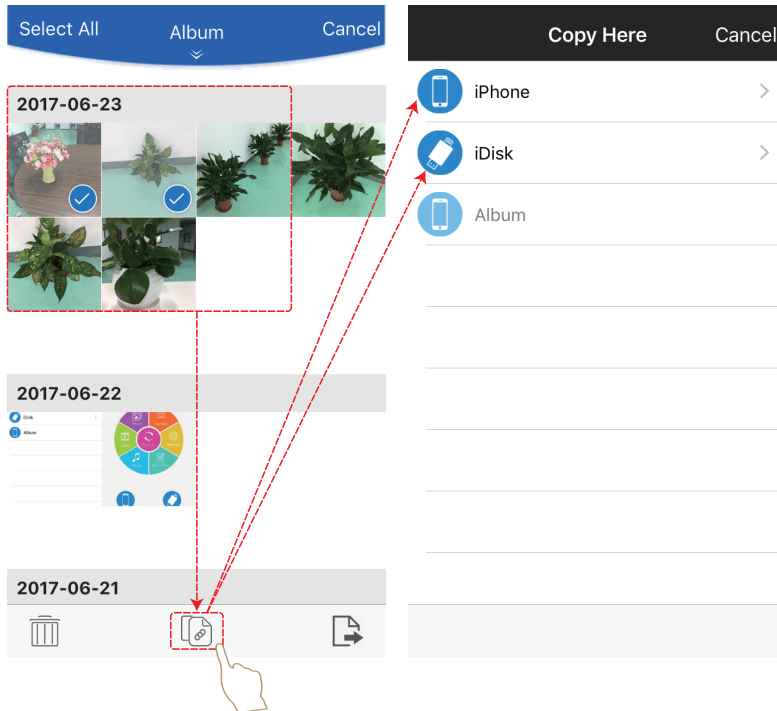 Select All
Album
Cancel
2017-06-23
2017-06-22
iDisk
Album
2017-06-21
Copy Here
Cancel
iPhone
iDisk
Album